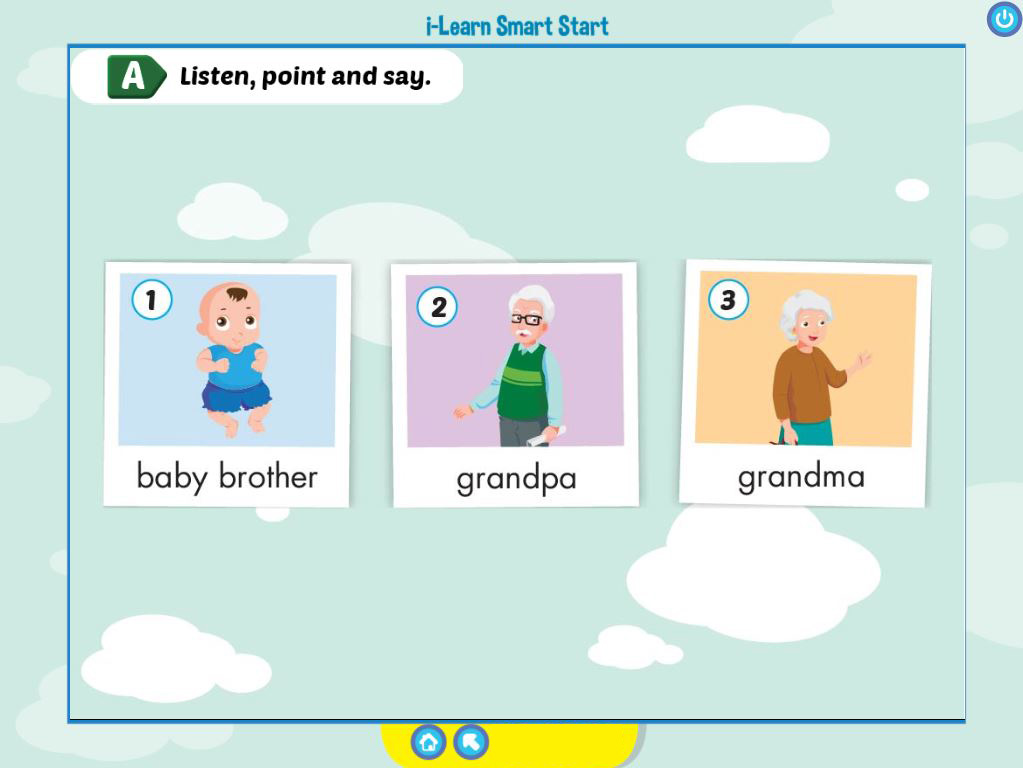 i-Learn Smart Start
A Listen, point and say.
1
2
3
baby brother
grandpa
grandma